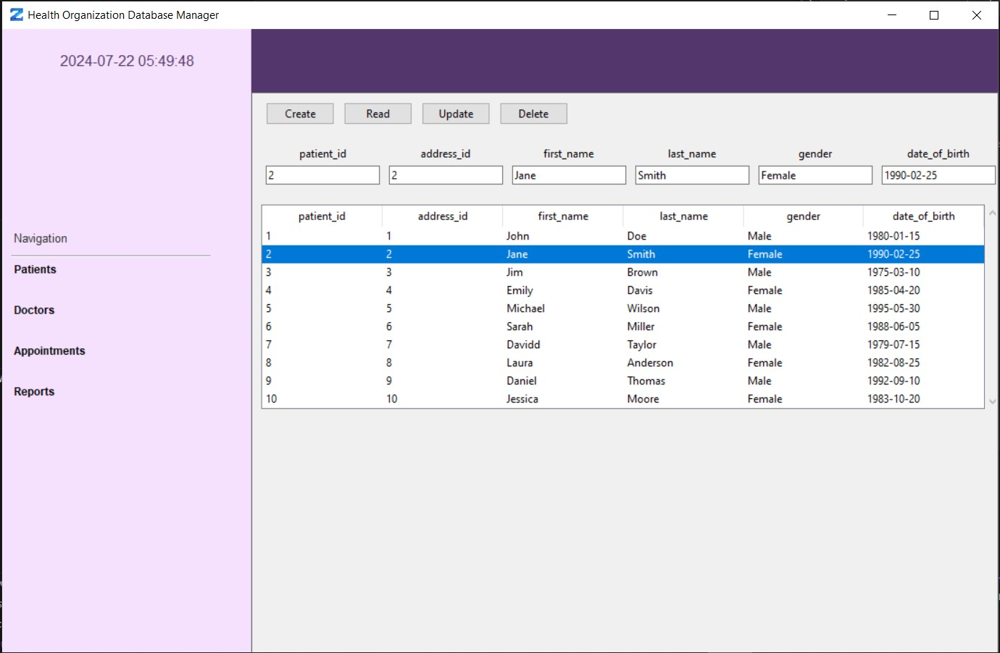 Health Organization Database Manager
2024-07-22 05:49:48
Create Read Update Delete
patient_id address_id first_name last_name gender date_of_birth
2 2 Jane Smith Female 1990-02-25
patient_id address_id first_name last_name gender date_of_birth
1 1 John Doe Male 1980-01-15
2 2 Jane Smith Female 1990-02-25
3 3 Jim Brown Male 1975-03-10
4 4 Emily Davis Female 1985-04-20
5 5 Michael Wilson Male 1995-05-30
6 6 Sarah Miller Female 1988-06-05
7 7 Davidd Taylor Male 1979-07-15
8 8 Laura Anderson Female 1982-08-25
9 9 Daniel Thomas Male 1992-09-10
10 10 Jessica Moore Female 1983-10-20
Navigation
Patients
Doctors
Appointments
Reports